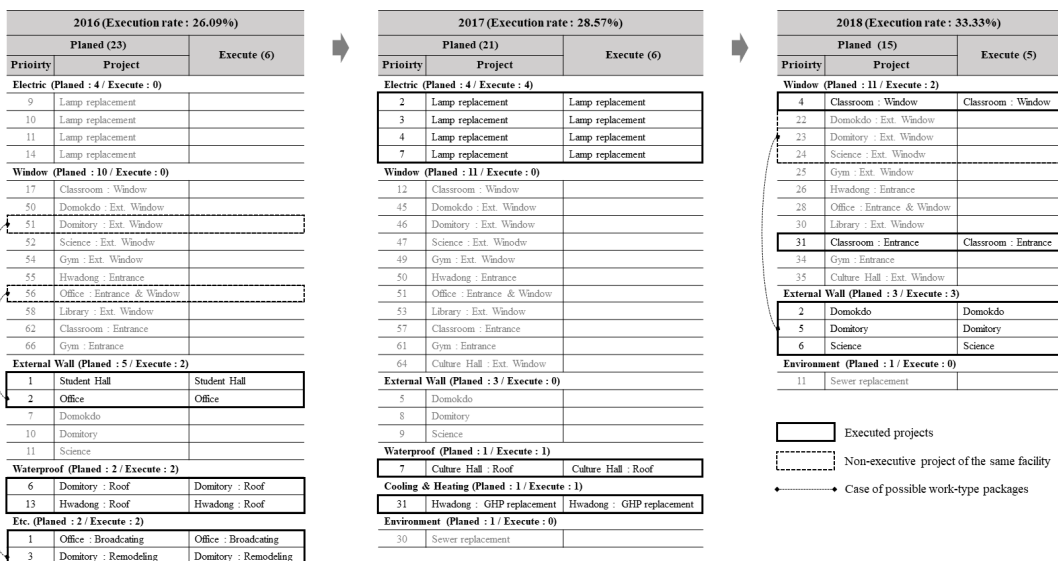 2016 (Execution rate : 26.09%)
Planed (23)
Execute (6)
Prioirty
Project
Electric (Planed : 4 / Execute : 0)
9 Lamp replacement
10 Lamp replacement
11 Lamp replacement
14 Lamp replacement
Window (Planed : 10 / Execute : 0)
17 Classroom : Window
50 Domokdo : Ext. Window
51 Domitory : Ext. Window
52 Science : Ext. Winodw
54 Gym : Ext. Window
55 Hwadong : Entrance
56 Office : Entrance & Window
58 Library : Ext. Window
62 Classroom : Entrance
66 Gym : Entrance
External Wall (Planed : 5 / Execute : 2)
1 Student Hall Student Hall
2 Office Office
7 Domokdo
10 Domitory
11 Science
Waterproof (Planed : 2 / Execute : 2)
6 Domitory : Roof Domitory : Roof
13 Hwadong : Roof Hwadong : Roof
Etc. (Planed : 2 / Execute : 2)
1 Office : Broadcating Office : Broadcating
3 Domitory : Remodeling Domitory : Remodeling
2017 (Execution rate : 28.57%)
Planed (21)
Execute (6)
Prioirty
Project
Electric (Planed : 4 / Execute : 4)
2 Lamp replacement Lamp replacement
3 Lamp replacement Lamp replacement
4 Lamp replacement Lamp replacement
7 Lamp replacement Lamp replacement
Window (Planed : 11 / Execute : 0)
12 Classroom : Window
45 Domokdo : Ext. Window
46 Domitory : Ext. Window
47 Science : Ext. Winodw
49 Gym : Ext. Window
50 Hwadong : Entrance
51 Office : Entrance & Window
53 Library : Ext. Window
57 Classroom : Entrance
61 Gym : Entrance
64 Culture Hall : Ext. Window
External Wall (Planed : 3 / Execute : 0)
5 Domokdo
8 Domitory
9 Science
Waterproof (Planed : 1 / Execute : 1)
7 Culture Hall : Roof Culture Hall : Roof
Cooling & Heating (Planed : 1 / Execute : 1)
31 Hwadong : GHP replacement Hwadong : GHP replacement
Environment (Planed : 1 / Execute : 0)
30 Sewer replacement
2018 (Execution rate : 33.33%)
Planed (15)
Execute (5)
Prioirty
Project
Window (Planed : 11 / Execute : 2)
4 Classroom : Window Classroom : Window
22 Domokdo : Ext. Window
23 Domitory : Ext. Window
24 Science : Ext. Winodw
25 Gym : Ext. Window
26 Hwadong : Entrance
28 Office : Entrance & Window
30 Library : Ext. Window
31 Classroom : Entrance Classroom : Entrance
34 Gym : Entrance
35 Culture Hall : Ext. Window
External Wall (Planed : 3 / Execute : 3)
2 Domokdo Domokdo
5 Domitory Domitory
6 Science Science
Environment (Planed : 1 / Execute : 0)
11 Sewer replacement
Executed projects
Non-executive project of the same facility
Case of possible work-type packages